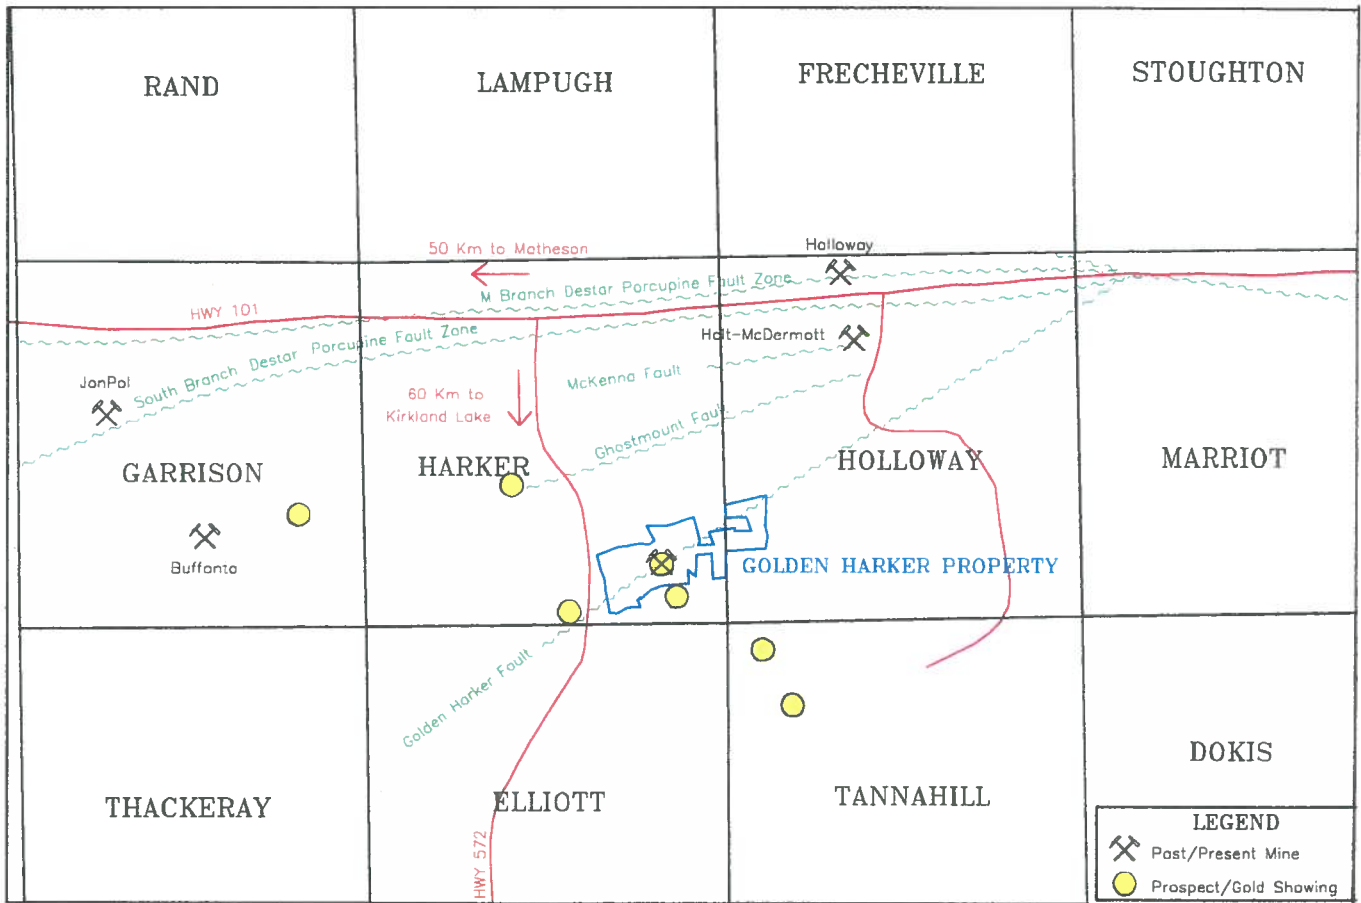 RAND
LAMPUGH
FRECHEVILLE
STOUGHTON
50 Km to Matheson
Holloway
M Branch Destar Porcupine Fault Zone
HWY 101
South Branch Destar Porcupine Fault Zone
Holt-McDermott
JonPol
McKenna Fault
60 Km to
Kirkland Lake
Ghostmount Fault
GARRISON
HARKER
HOLLOWAY
MARRIOT
Buffonta
GOLDEN HARKER PROPERTY
Golden Harker Fault
THACKERAY
ELLIOTT
TANNAHILL
DOKIS
HWY 572
LEGEND
Past/Present Mine
Prospect/Gold Showing